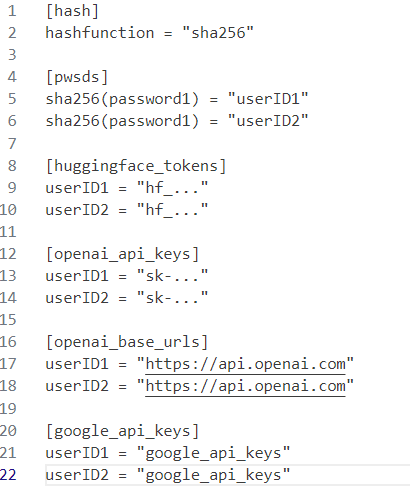 1 [hash]
2 hashfunction = "sha256"
3
4 [pwsds]
5 sha256(password1) = "userID1"
6 sha256(password1) = "userID2"
7
8 [huggingface_tokens]
9 userID1 = "hf_..."
10 userID2 = "hf_..."
11
12 [openai_api_keys]
13 userID1 = "sk-..."
14 userID2 = "sk-..."
15
16 [openai_base_urls]
17 userID1 = "https://api.openai.com"
18 userID2 = "https://api.openai.com"
19
20 [google_api_keys]
21 userID1 = "google_api_keys"
22 userID2 = "google_api_keys"